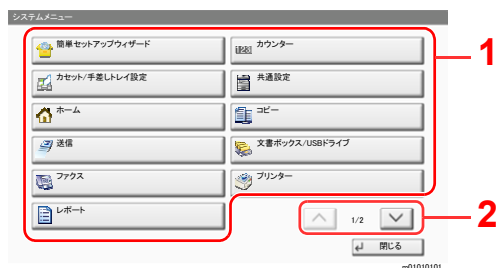 システムメニュー
簡単セットアップウィザード
カウンター
カセット/手差しトレイ設定
共通設定
ホーム
コピー
送信
文書ボックス/USBドライブ
ファクス
プリンター
レポート
1/2
閉じる
1
2
m01010101